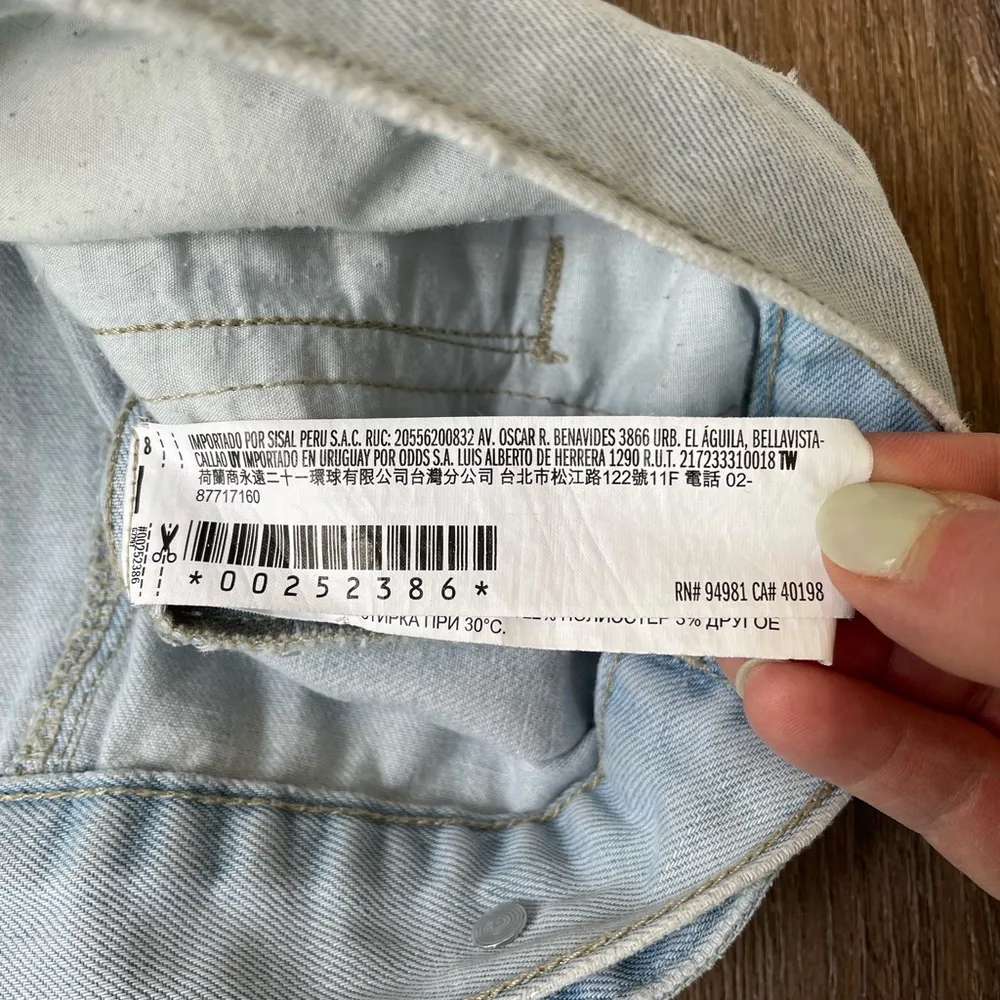 8
IMPORTADO POR SISAL PERU S.A.C. RUC: 20556200832 AV. OSCAR R. BENAVIDES 3866 URB. EL ÁGUILA, BELLAVISTA-
CALLAO UY IMPORTADO EN URUGUAY POR ODDS S.A. LUIS ALBERTO DE HERRERA 1290 R.U.T. 217233310018 TW
荷蘭商永遠二十一環球有限公司台灣分公司 台北市松江路122號11F 電話 02-
87717160
#00252386
*00252386*
RN# 94981 CA# 40198
СТИРКА ПРИ 30°C.
ПОЛИЭСТЕР 3% ДРУГОЕ